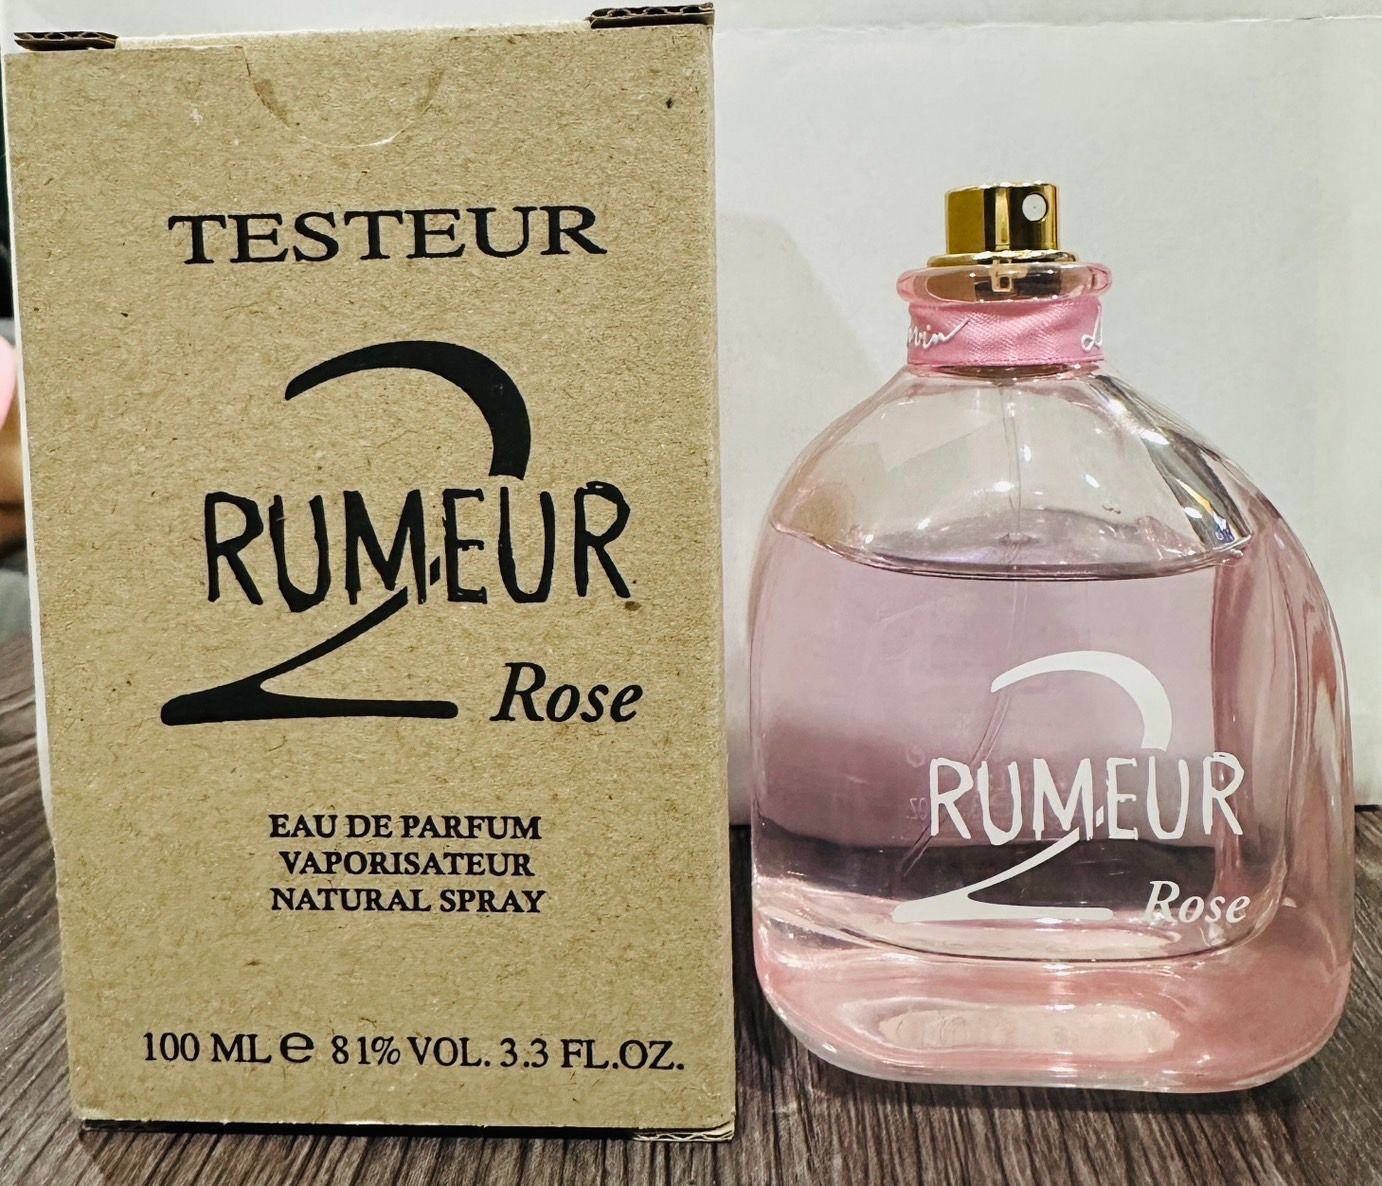 TESTEUR
2
RUMEUR
Rose
EAU DE PARFUM
VAPORISATEUR
NATURAL SPRAY
100 ML e 81% VOL. 3.3 FL.OZ.
2
RUMEUR
Rose